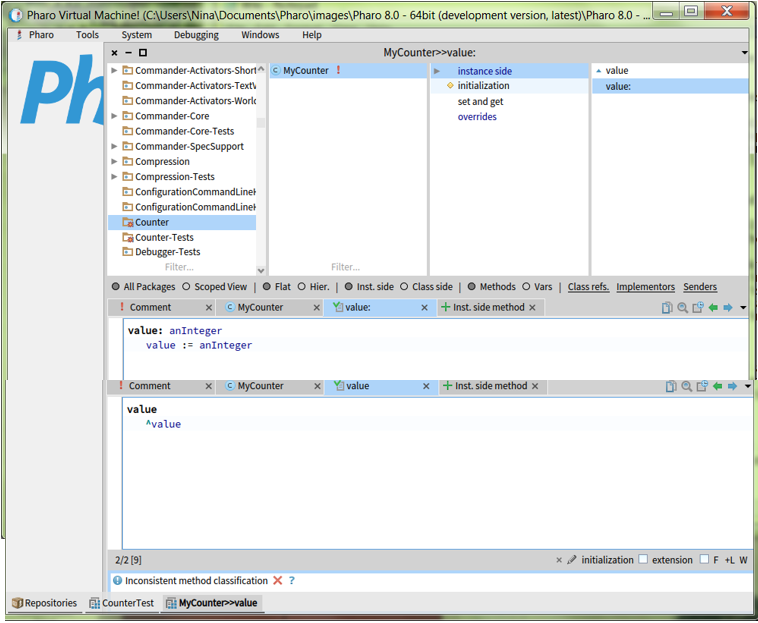 Pharo Virtual Machine! (C:\Users\Nina\Documents\Pharo\images\Pharo 8.0 - 64bit (development version, latest)\Pharo 8.0 - ...
Pharo Tools System Debugging Windows Help
× − MyCounter>>value:
Ph
Commander-Activators-Short
Commander-Activators-TextV
Commander-Activators-World
Commander-Core
Commander-Core-Tests
Commander-SpecSupport
Compression
Compression-Tests
ConfigurationCommandLineH
ConfigurationCommandLineH
Counter
Counter-Tests
Debugger-Tests
Filter...
MyCounter !
Filter...
instance side
initialization
set and get
overrides
value
value:
All Packages Scoped View | Flat Hier. | Inst. side Class side | Methods Vars | Class refs. Implementors Senders
! Comment × C MyCounter × value: × + Inst. side method ×
value: anInteger
value := anInteger
! Comment × C MyCounter × value × + Inst. side method ×
value
^value
2/2 [9] × initialization extension F +L W
Inconsistent method classification × ?
Repositories CounterTest MyCounter>>value